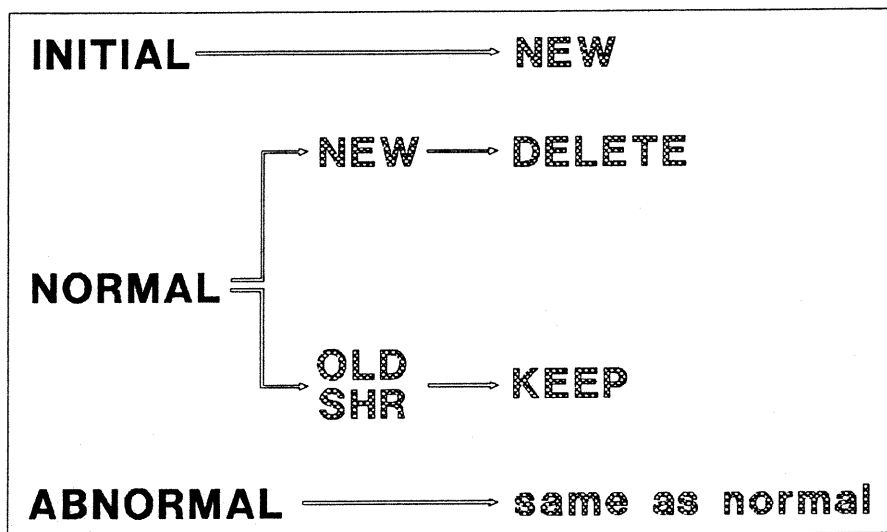 INITIAL NEW
NEW DELETE
NORMAL
OLD
SHR KEEP
ABNORMAL same as normal